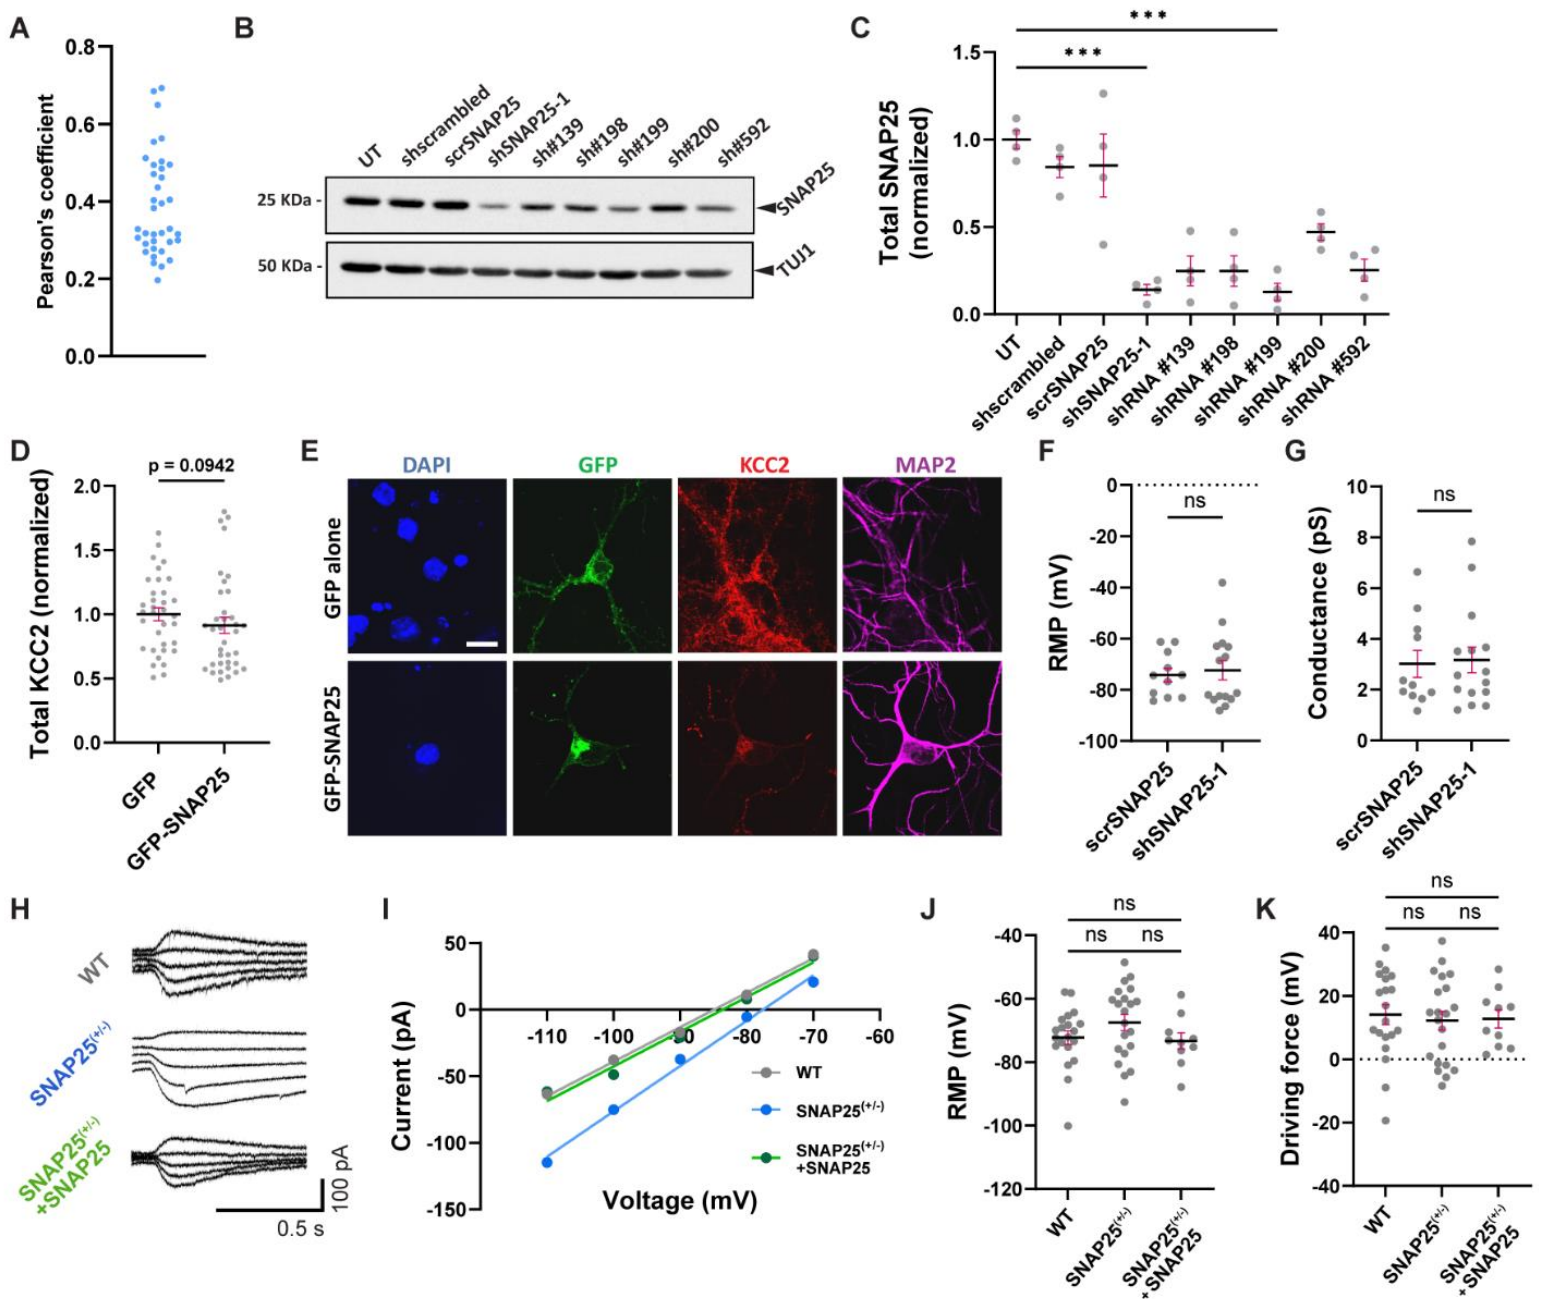 A
Pearson's coefficient
0.8
0.6
0.4
0.2
0.0
B
UT
shscrambled
scrSNAP25
shSNAP25-1
sh#139
sh#198
sh#199
sh#200
sh#592
25 KDa -
SNAP25
50 KDa -
TUJ1
C
Total SNAP25
(normalized)
***
***
1.5
1.0
0.5
0.0
UT
shscrambled
scrSNAP25
shSNAP25-1
shRNA #139
shRNA #198
shRNA #199
shRNA #200
shRNA #592
D
Total KCC2 (normalized)
p = 0.0942
2.0
1.5
1.0
0.5
0.0
GFP
GFP-SNAP25
E
DAPI
GFP
KCC2
MAP2
GFP alone
GFP-SNAP25
F
RMP (mV)
ns
0
-20
-40
-60
-80
-100
scrSNAP25
shSNAP25-1
G
Conductance (pS)
ns
10
8
6
4
2
0
scrSNAP25
shSNAP25-1
H
WT
SNAP25(+/-)
SNAP25(+/-)
+SNAP25
100 pA
0.5 s
I
Current (pA)
50
0
-50
-100
-150
-110
-100
-90
-80
-70
-60
WT
SNAP25(+/-)
SNAP25(+/-)
+SNAP25
Voltage (mV)
J
RMP (mV)
ns
ns
ns
-40
-60
-80
-100
-120
WT
SNAP25(+/-)
SNAP25(+/-)
+SNAP25
K
Driving force (mV)
ns
ns
ns
40
20
0
-20
-40
WT
SNAP25(+/-)
SNAP25(+/-)
+SNAP25